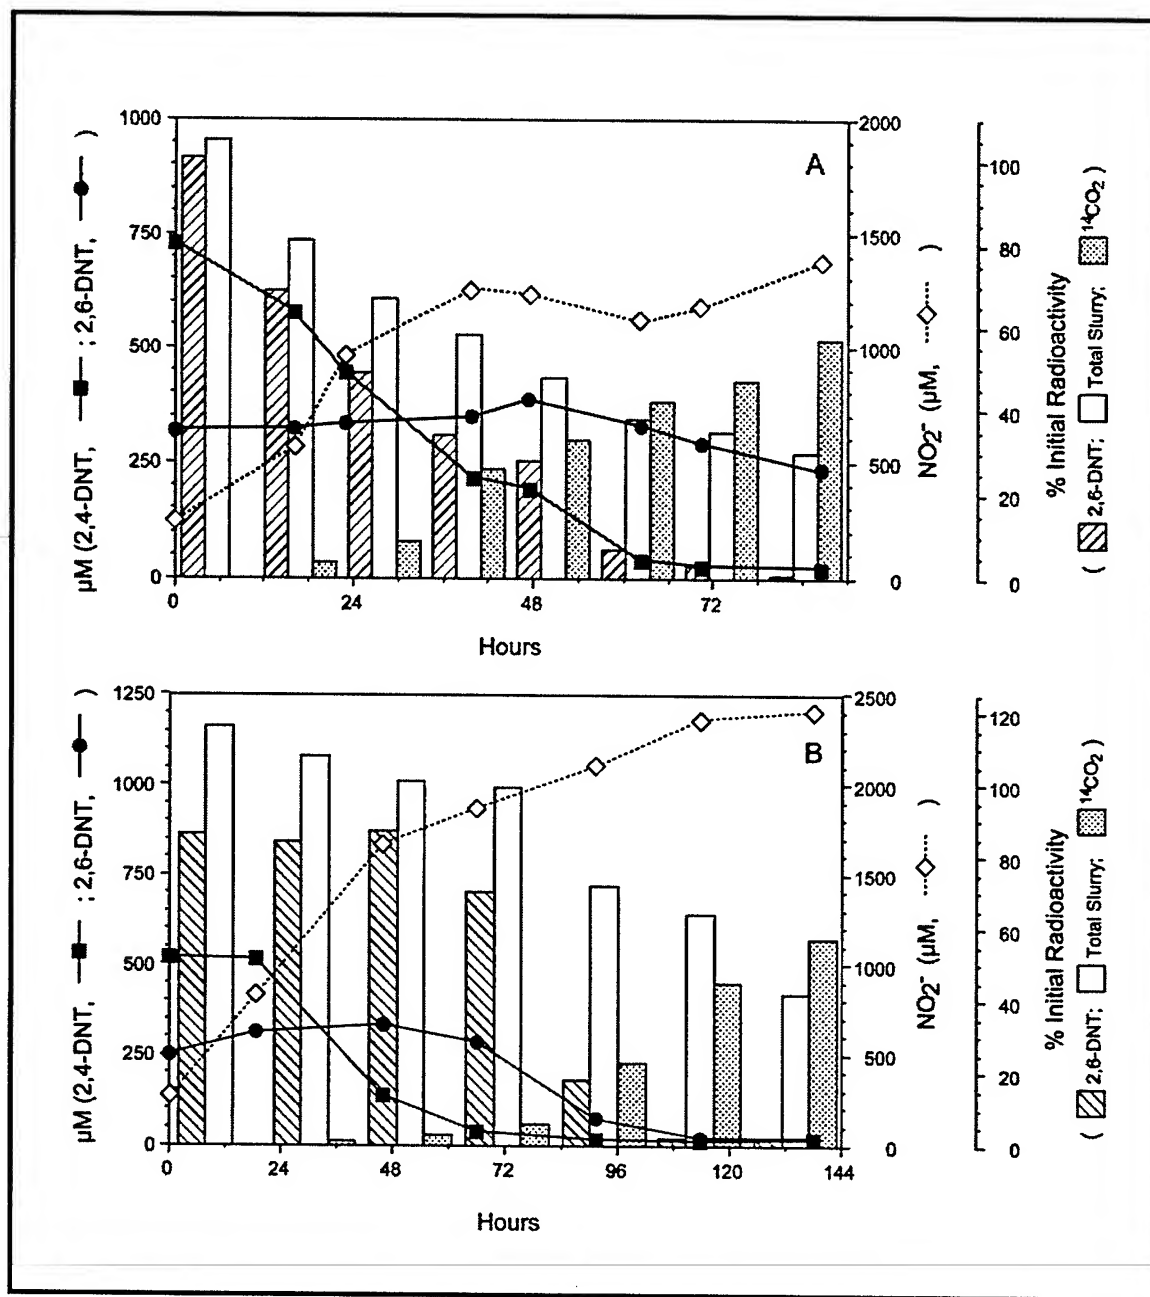 A
1000
750
500
250
0
µM (2,4-DNT, ; 2,6-DNT, )
0 24 48 72
Hours
2000
1500
1000
500
0
NO2⁻ (µM, )
100
80
60
40
20
0
% Initial Radioactivity
( 2,6-DNT; Total Slurry; ¹⁴CO₂ )
B
1250
1000
750
500
250
0
µM (2,4-DNT, ; 2,6-DNT, )
0 24 48 72 96 120 144
Hours
2500
2000
1500
1000
500
0
NO2⁻ (µM, )
120
100
80
60
40
20
0
% Initial Radioactivity
( 2,6-DNT; Total Slurry; ¹⁴CO₂ )